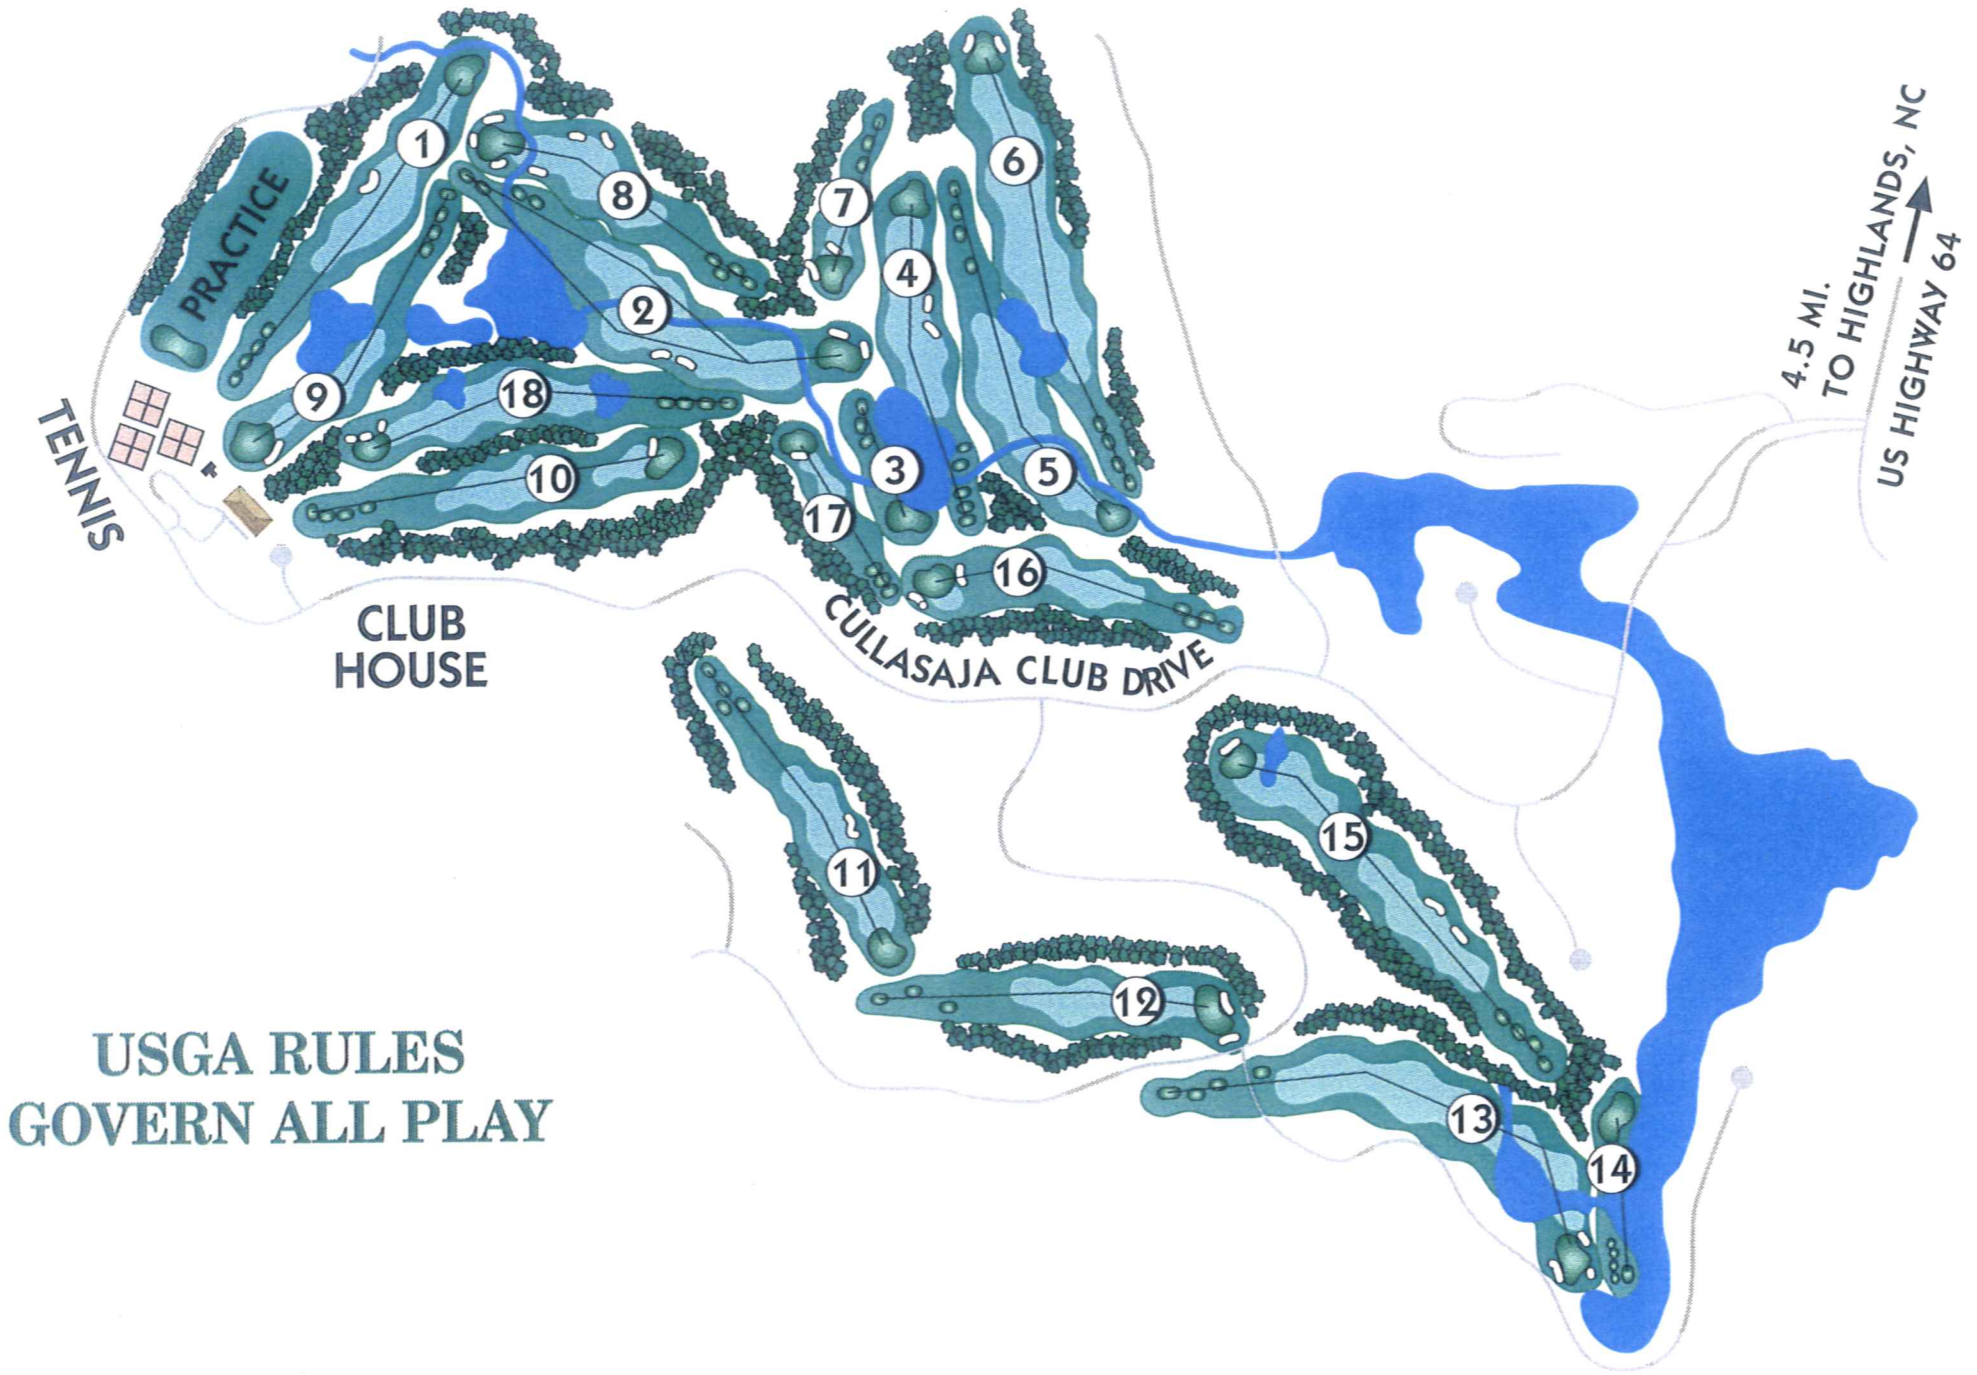 1
8
6
7
PRACTICE
4
2
9
18
3
5
10
17
16
TENNIS
4.5 MI.
TO HIGHLANDS, NC
US HIGHWAY 64
CLUB
HOUSE
CULLASAJA CLUB DRIVE
15
11
12
13
14
USGA RULES
GOVERN ALL PLAY